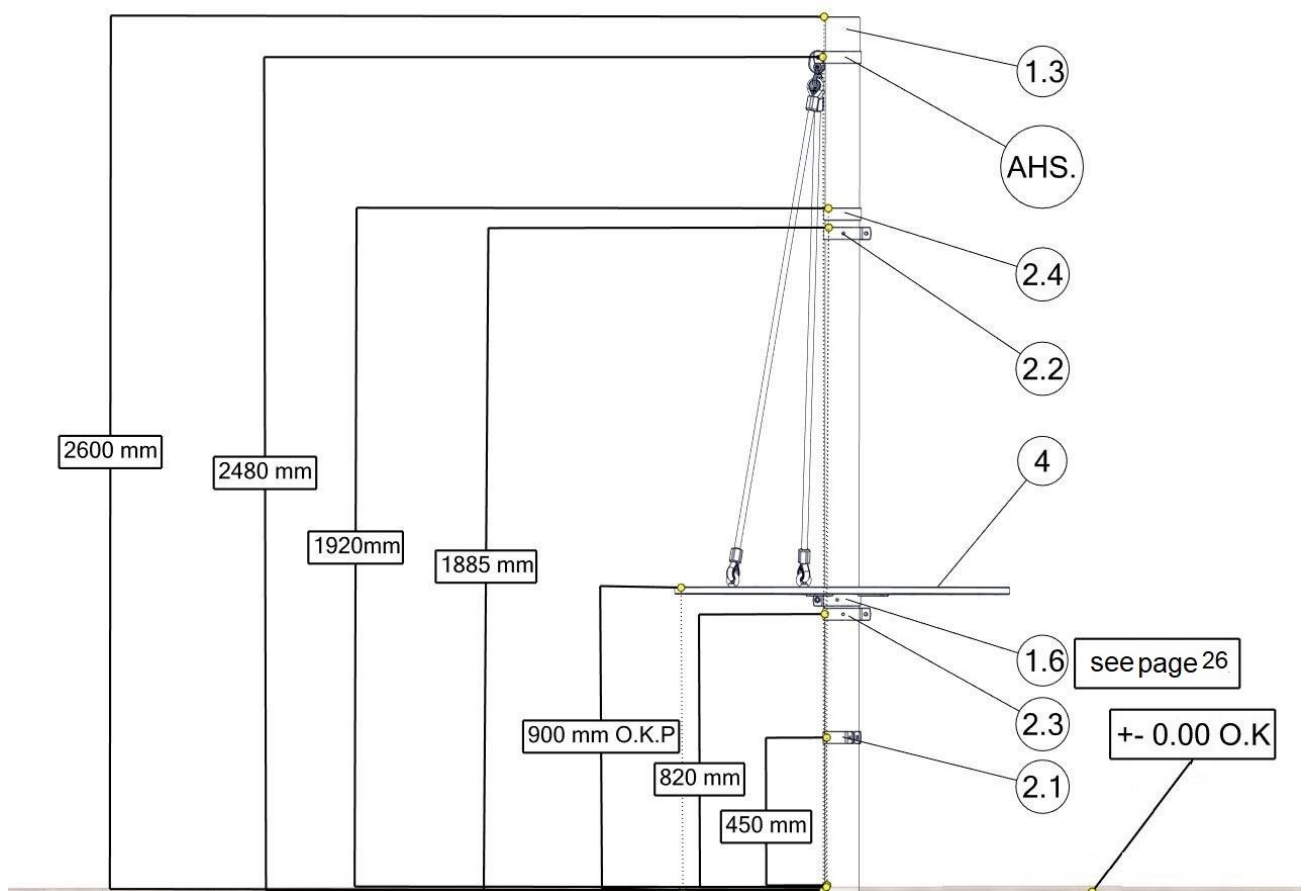 1.3
AHS.
2.4
2.2
2600 mm
2480 mm
4
1920mm
1885 mm
1.6
see page 26
2.3
900 mm O.K.P
+- 0.00 O.K
820 mm
2.1
450 mm